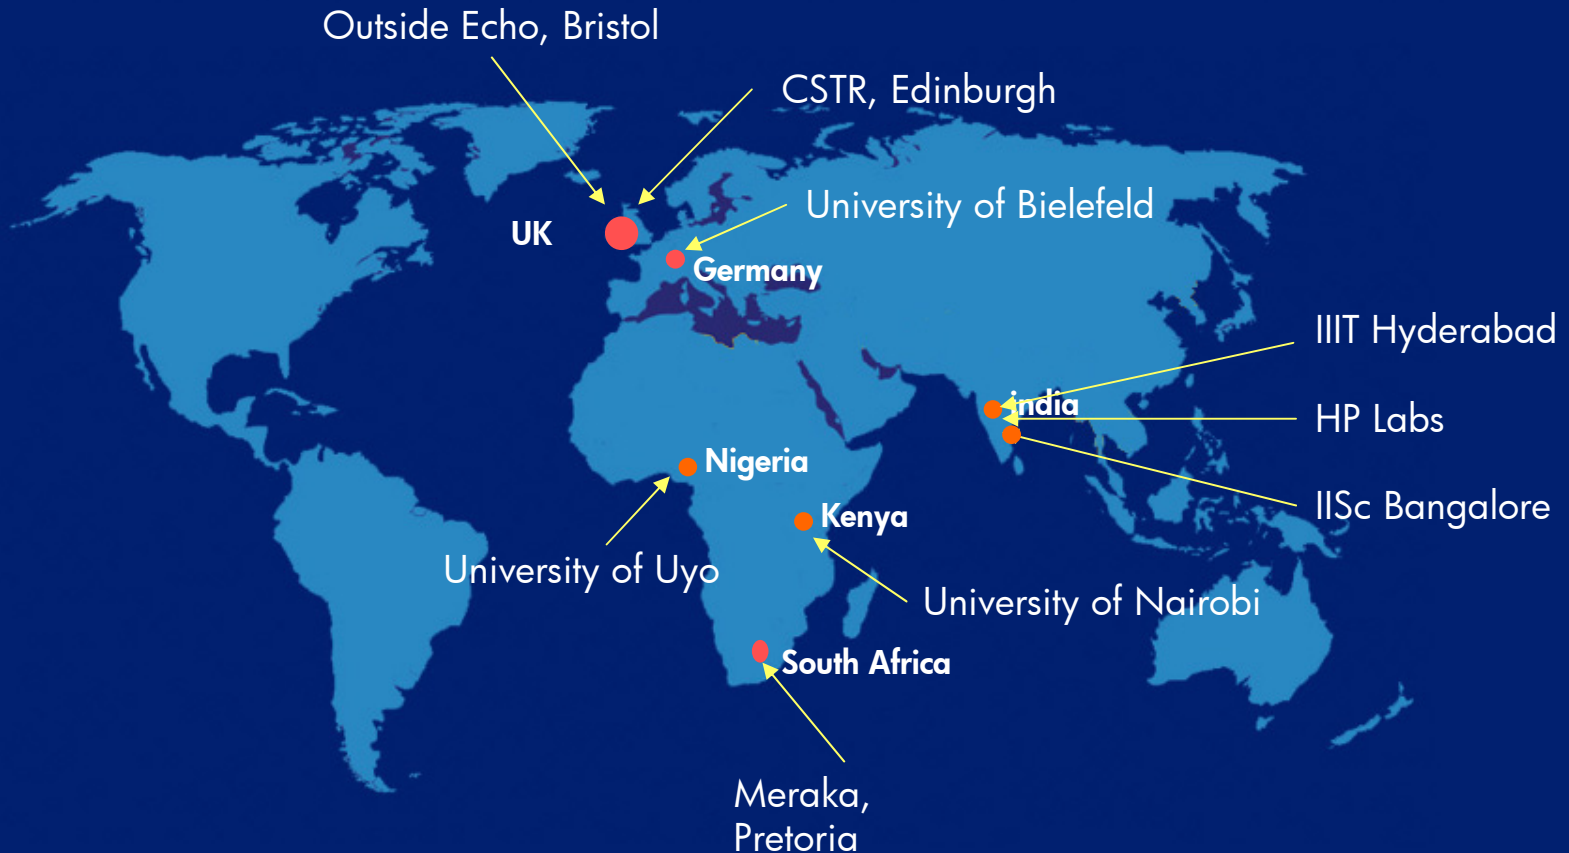 Outside Echo, Bristol
CSTR, Edinburgh
University of Bielefeld
UK
Germany
IIIT Hyderabad
india
HP Labs
Nigeria
IISc Bangalore
Kenya
University of Uyo
University of Nairobi
South Africa
Meraka,
Pretoria